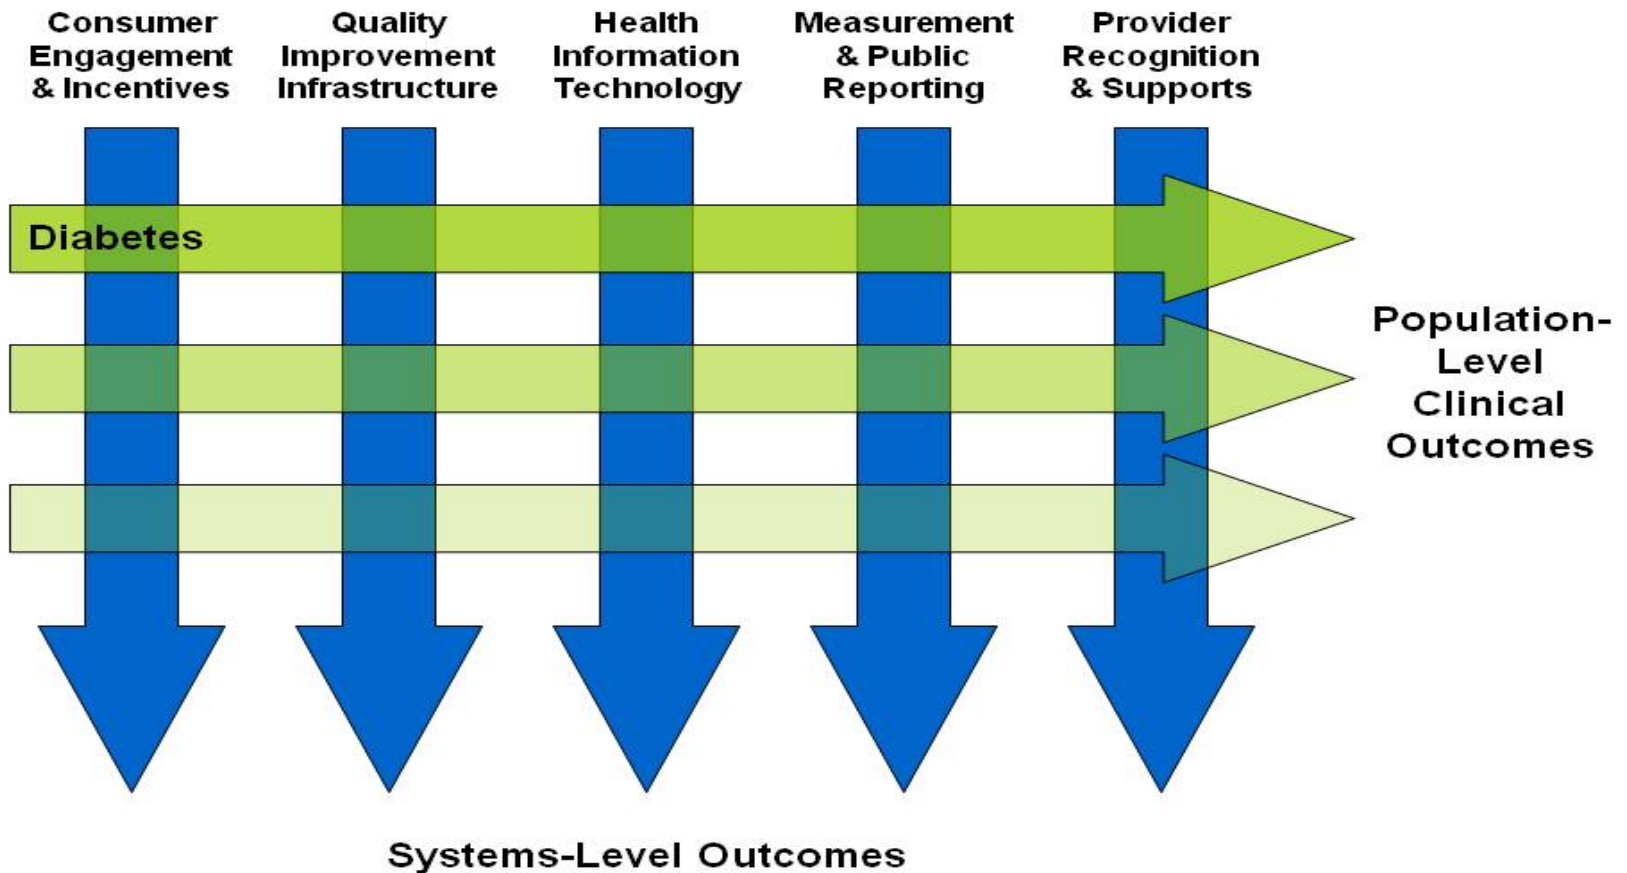 Consumer
Engagement
& Incentives
Quality
Improvement
Infrastructure
Health
Information
Technology
Measurement
& Public
Reporting
Provider
Recognition
& Supports
Diabetes
Population-
Level
Clinical
Outcomes
Systems-Level Outcomes